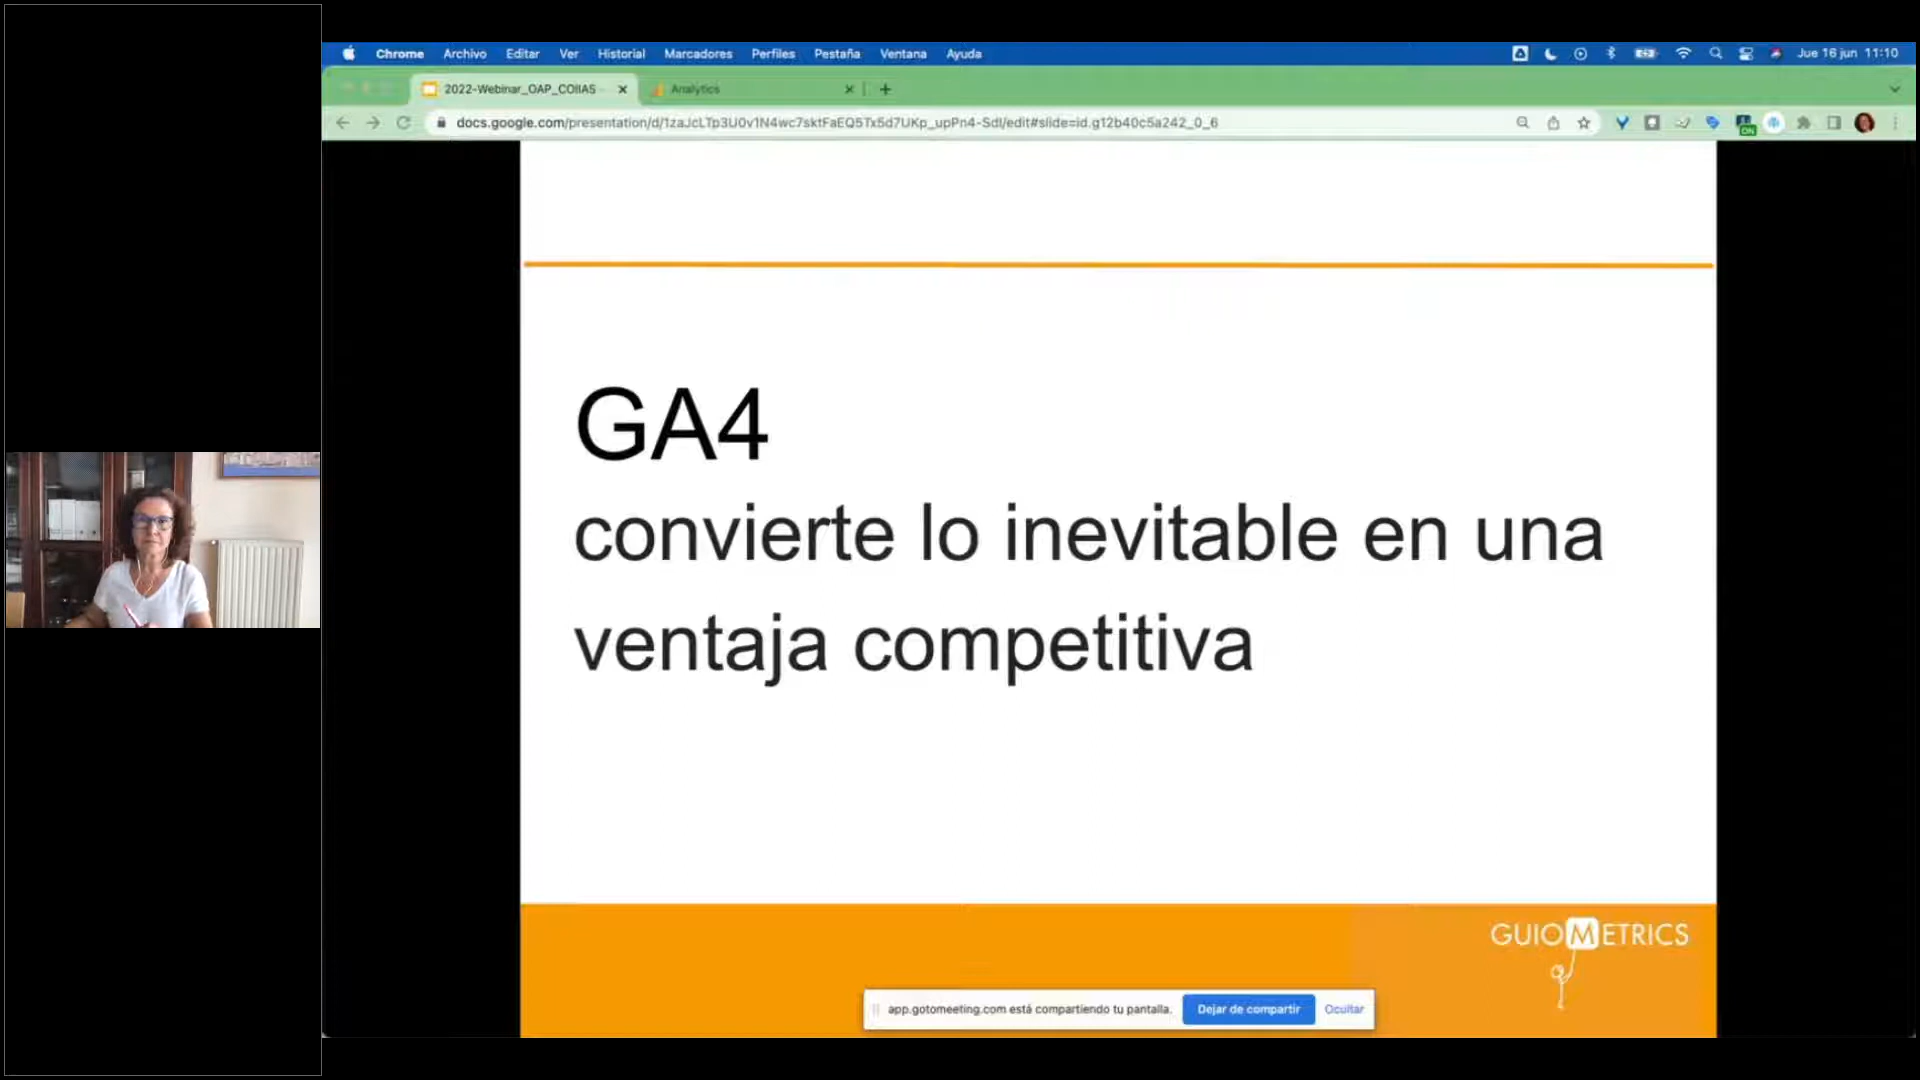 Chrome Archivo Editar Ver Historial Marcadores Perfiles Pestaña Ventana Ayuda Jue 16 jun 11:10
2022-Webinar_OAP_COIIAS Analytics
docs.google.com/presentation/d/1zaJcLTp3U0v1N4wc7sktFaEQ5Tx5d7UKp_upPn4-SdI/edit#slide=id.g12b40c5a242_0_6
ON
GA4
convierte lo inevitable en una
ventaja competitiva
GUIOMETRICS
app.gotomeeting.com está compartiendo tu pantalla. Dejar de compartir Ocultar